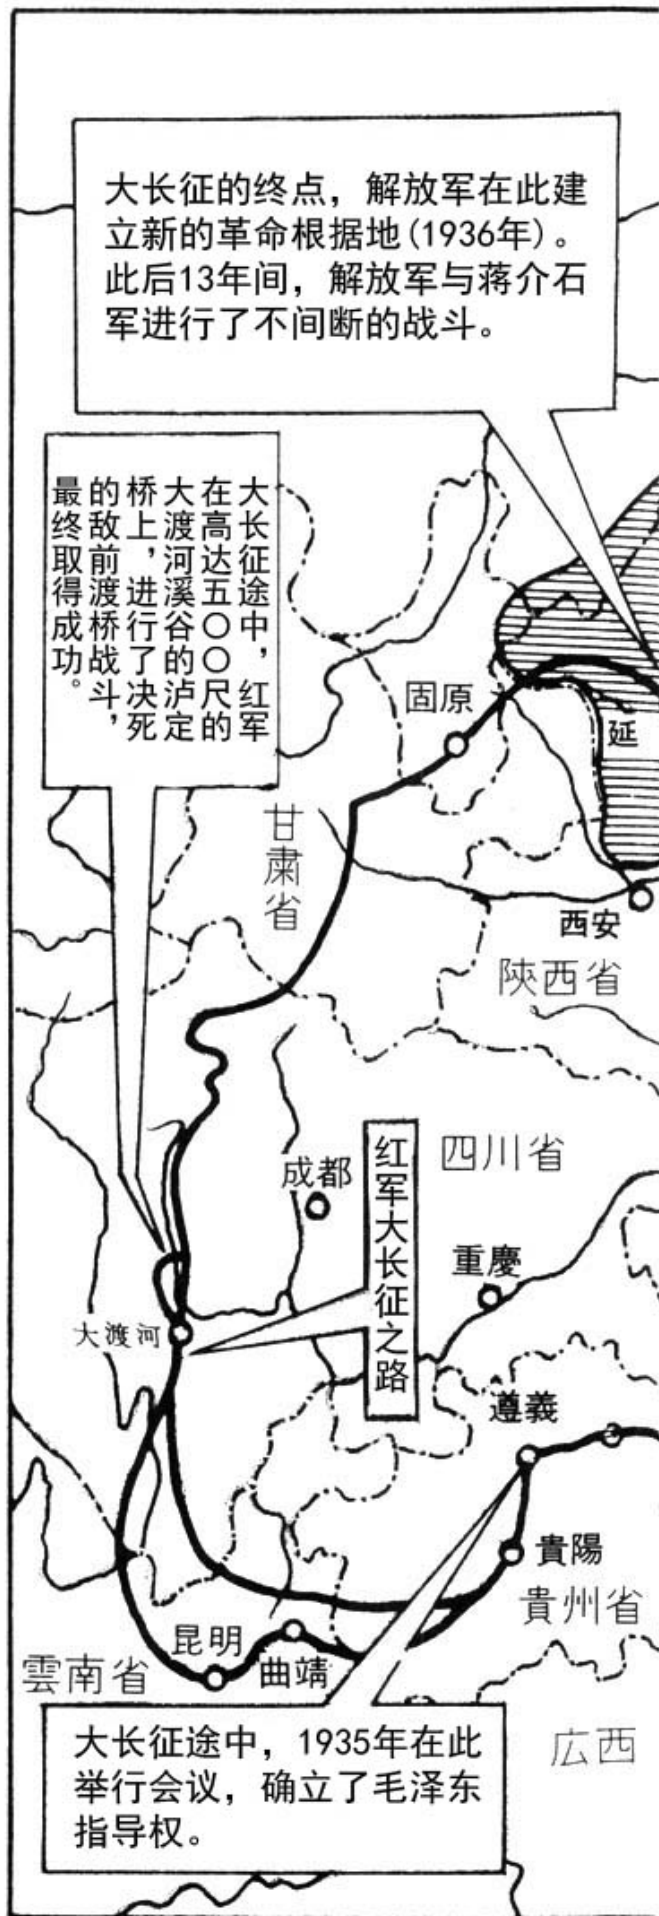 大长征的终点，解放军在此建
立新的革命根据地(1936年)。
此后13年间，解放军与蒋介石
军进行了不间断的战斗。
大长征途中，红军
在高达五〇〇尺的
大渡河溪谷的泸定
桥上，进行了决死
的敌前渡桥战斗，
最终取得成功。
固原
延
甘肃省
西安
陝西省
成都
四川省
红军大长征之路
重慶
大渡河
遵義
貴陽
貴州省
昆明
曲靖
雲南省
広西
大长征途中，1935年在此
举行会议，确立了毛泽东
指导权。